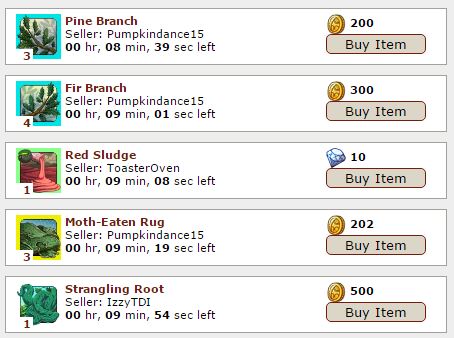 Pine Branch
Seller: Pumpkindance15
00 hr, 08 min, 39 sec left
3
200
Buy Item
Fir Branch
Seller: Pumpkindance15
00 hr, 09 min, 01 sec left
4
300
Buy Item
Red Sludge
Seller: ToasterOven
00 hr, 09 min, 08 sec left
1
10
Buy Item
Moth-Eaten Rug
Seller: Pumpkindance15
00 hr, 09 min, 19 sec left
3
202
Buy Item
Strangling Root
Seller: IzzyTDI
00 hr, 09 min, 54 sec left
1
500
Buy Item